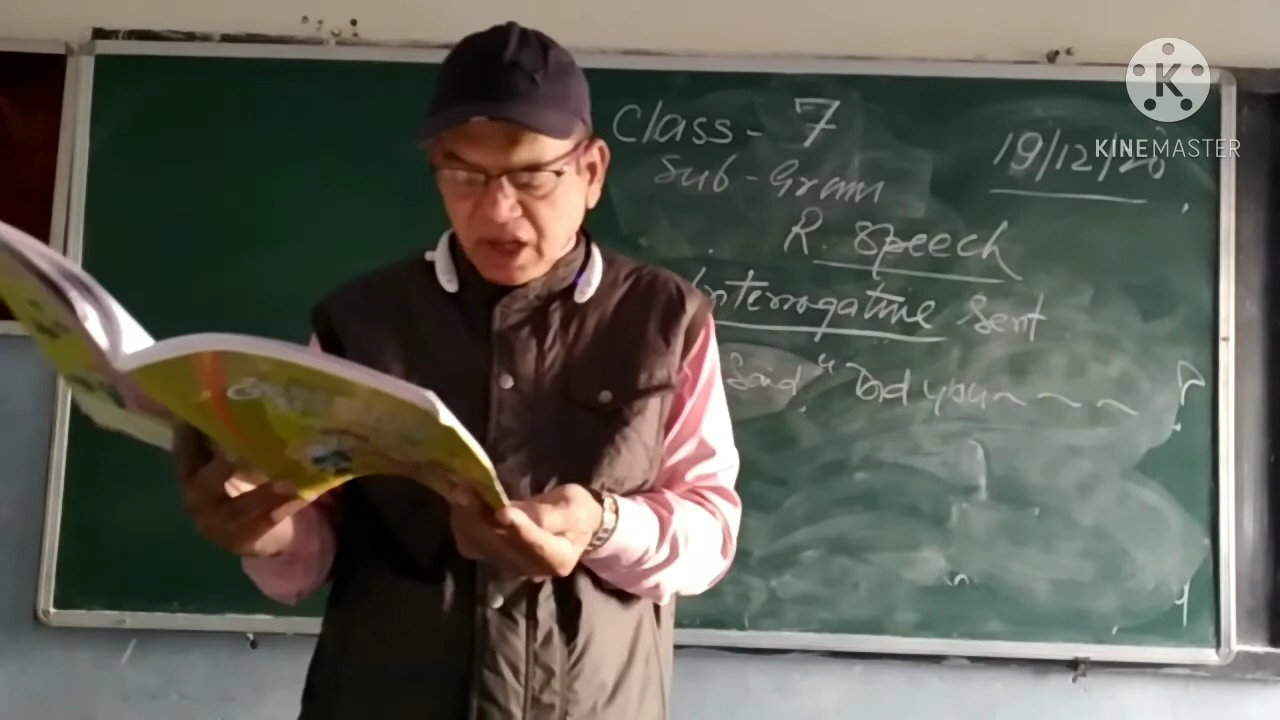 Class - 7
19/12/20
Sub - Gram
R. Speech
Interrogative Sent
Said, " Did you ~ ~ ~ ?
K
KINEMASTER